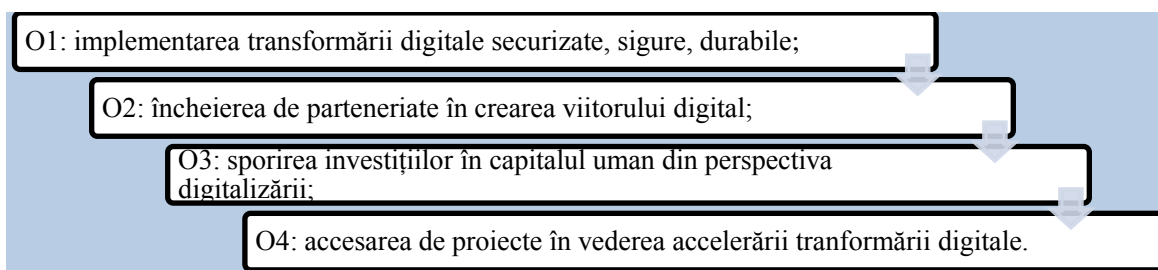 O1: implementarea transformării digitale securizate, sigure, durabile;
O2: încheierea de parteneriate în crearea viitorului digital;
O3: sporirea investițiilor în capitalul uman din perspectiva
digitalizării;
O4: accesarea de proiecte în vederea accelerării tranformării digitale.